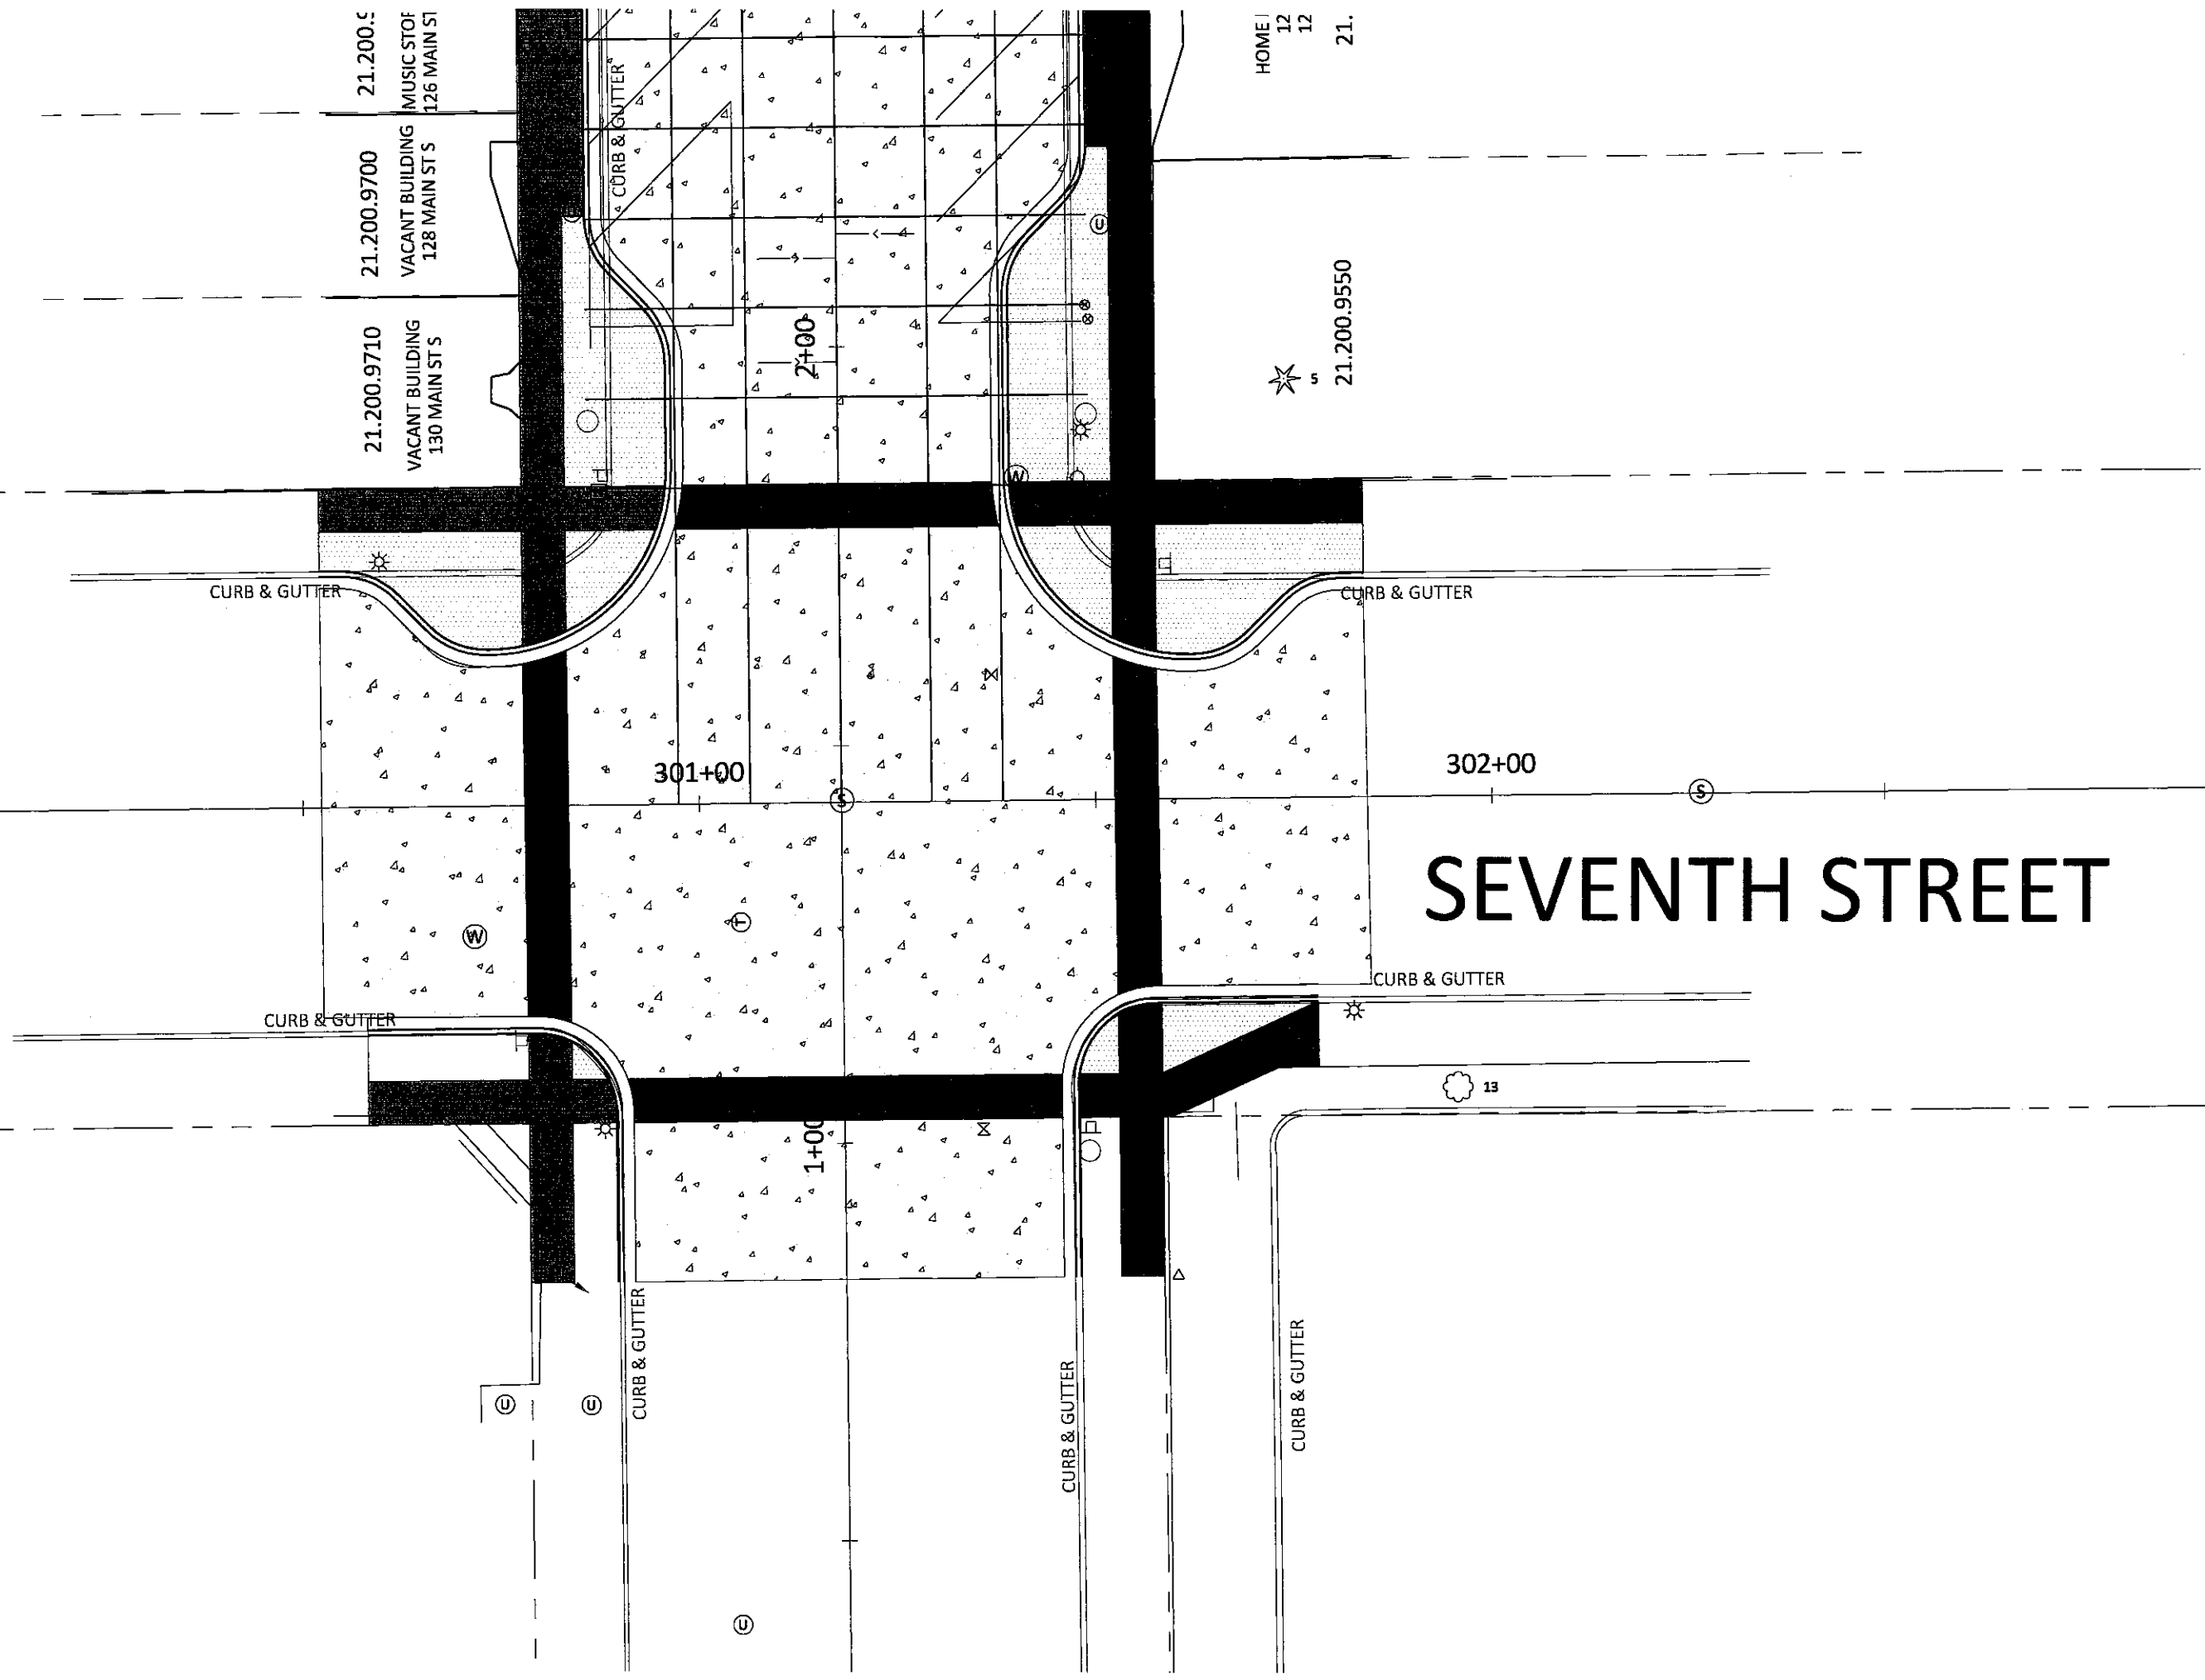 21.200.9
MUSIC STOR
126 MAIN ST
HOME
12
12
21.
CURB & GUTTER
21.200.9700
VACANT BUILDING
128 MAIN ST S
U
U
21.200.9710
VACANT BUILDING
130 MAIN ST S
2+00
21.200.9550
5
W
CURB & GUTTER
CURB & GUTTER
301+00
302+00
S
S
SEVENTH STREET
T
W
CURB & GUTTER
CURB & GUTTER
13
1+00
CURB & GUTTER
CURB & GUTTER
CURB & GUTTER
U
U
U